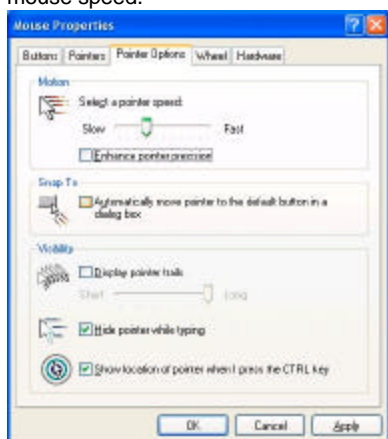 mouse speed.
Mouse Properties
Buttons Pointers Pointer Options Wheel Hardware
Motion
Select a pointer speed:
Slow Fast
Enhance pointer precision
Snap To
Automatically move pointer to the default button in a
dialog box
Visibility
Display pointer trails
Short Long
Hide pointer while typing
Show location of pointer when I press the CTRL key
OK Cancel Apply